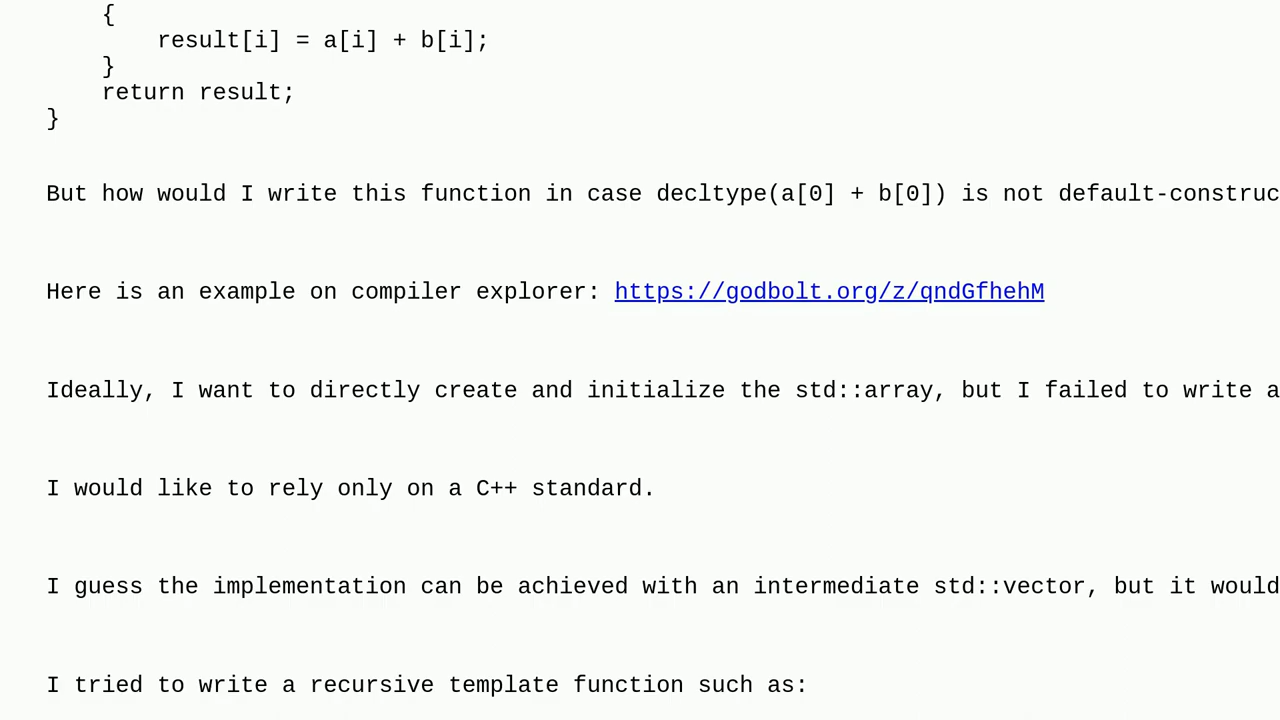 {
result[i] = a[i] + b[i];
}
return result;
}
But how would I write this function in case decltype(a[0] + b[0]) is not default-construc
Here is an example on compiler explorer: https://godbolt.org/z/qndGfhehM
Ideally, I want to directly create and initialize the std::array, but I failed to write a
I would like to rely only on a C++ standard.
I guess the implementation can be achieved with an intermediate std::vector, but it would
I tried to write a recursive template function such as: